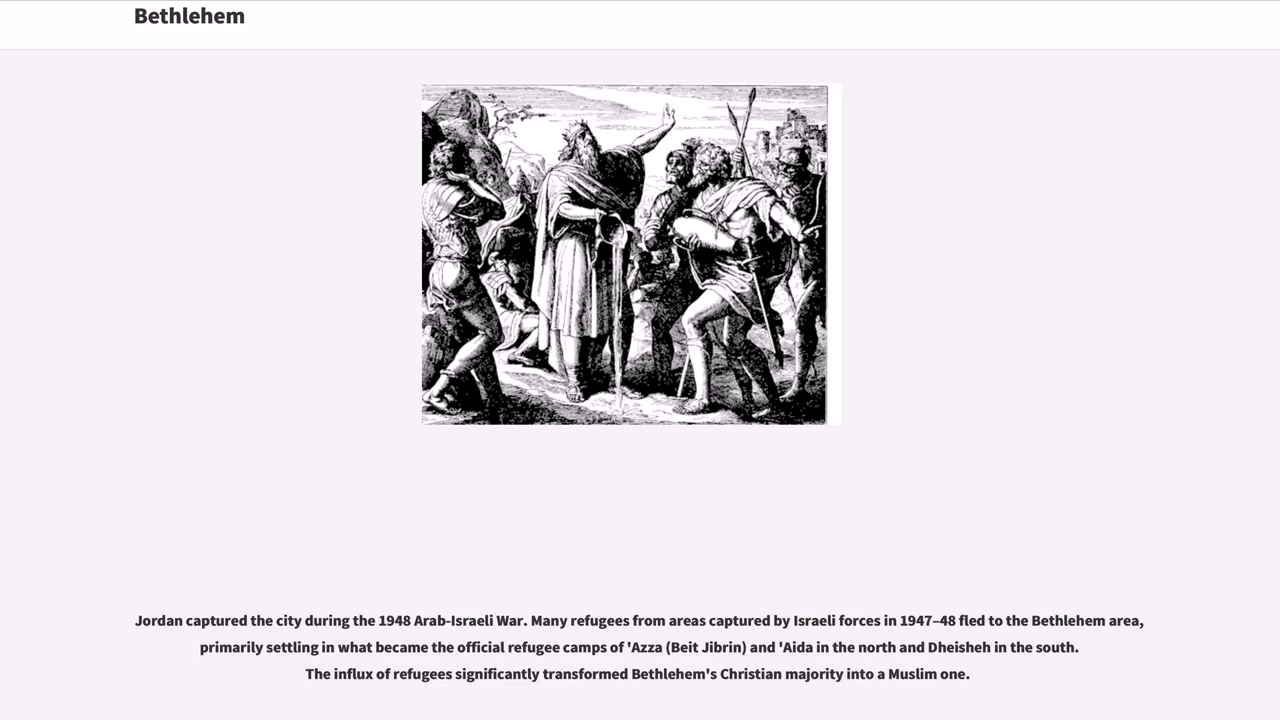 Bethlehem
Jordan captured the city during the 1948 Arab-Israeli War. Many refugees from areas captured by Israeli forces in 1947–48 fled to the Bethlehem area,
primarily settling in what became the official refugee camps of 'Azza (Beit Jibrin) and 'Aida in the north and Dheisheh in the south.
The influx of refugees significantly transformed Bethlehem's Christian majority into a Muslim one.